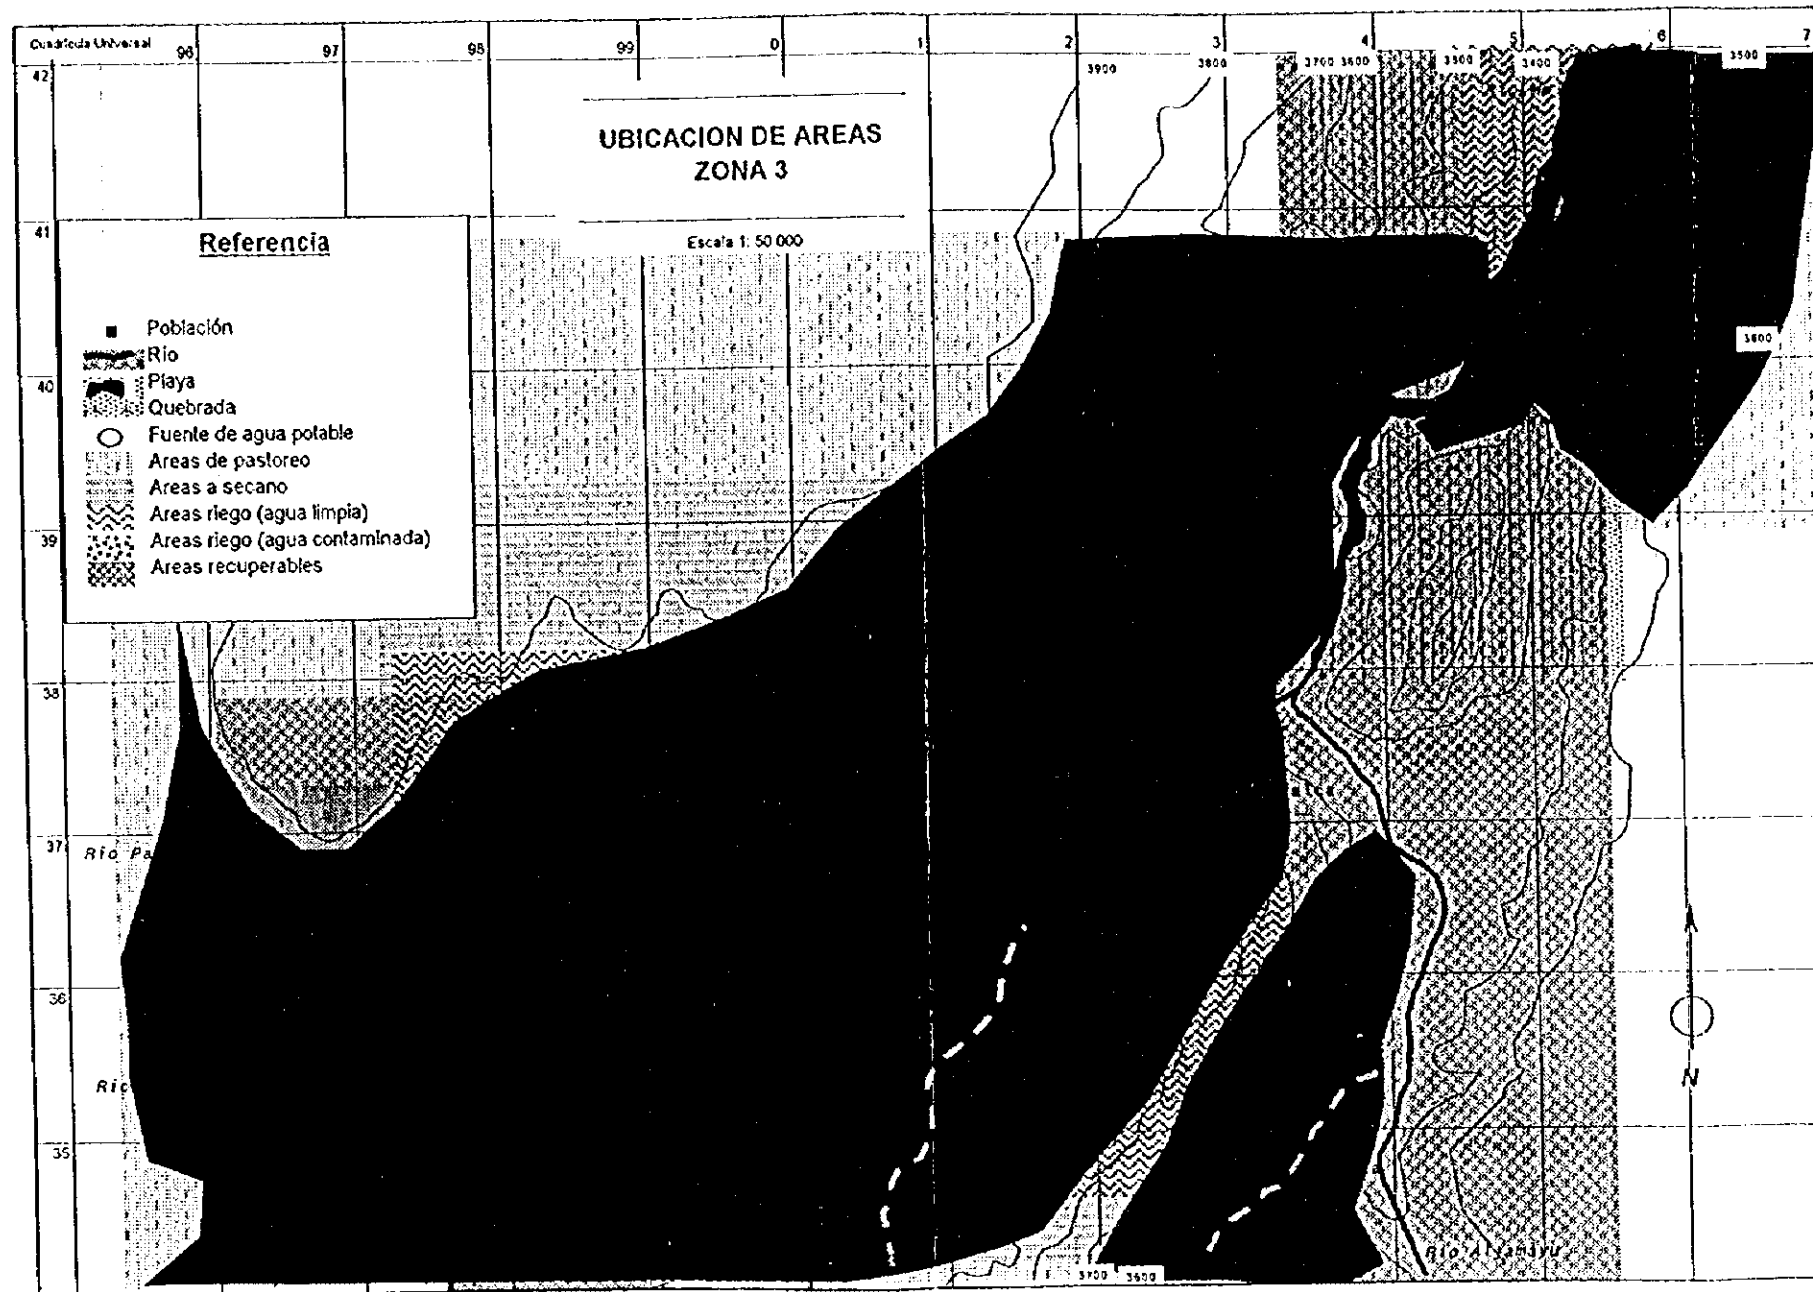 Cuadricula Universal
96 97 98 99 0 1 2 3 4 5 6 7
42
3900 3800 3700 3600 3500 3400 3500
UBICACION DE AREAS
ZONA 3
Escala 1: 50 000
41
Referencia
Población
Río
Playa
Quebrada
Fuente de agua potable
Areas de pastoreo
Areas a secano
Areas riego (agua limpia)
Areas riego (agua contaminada)
Areas recuperables
3600
40
39
38
37
Río Pa
36
Río
N
35
3700 3600